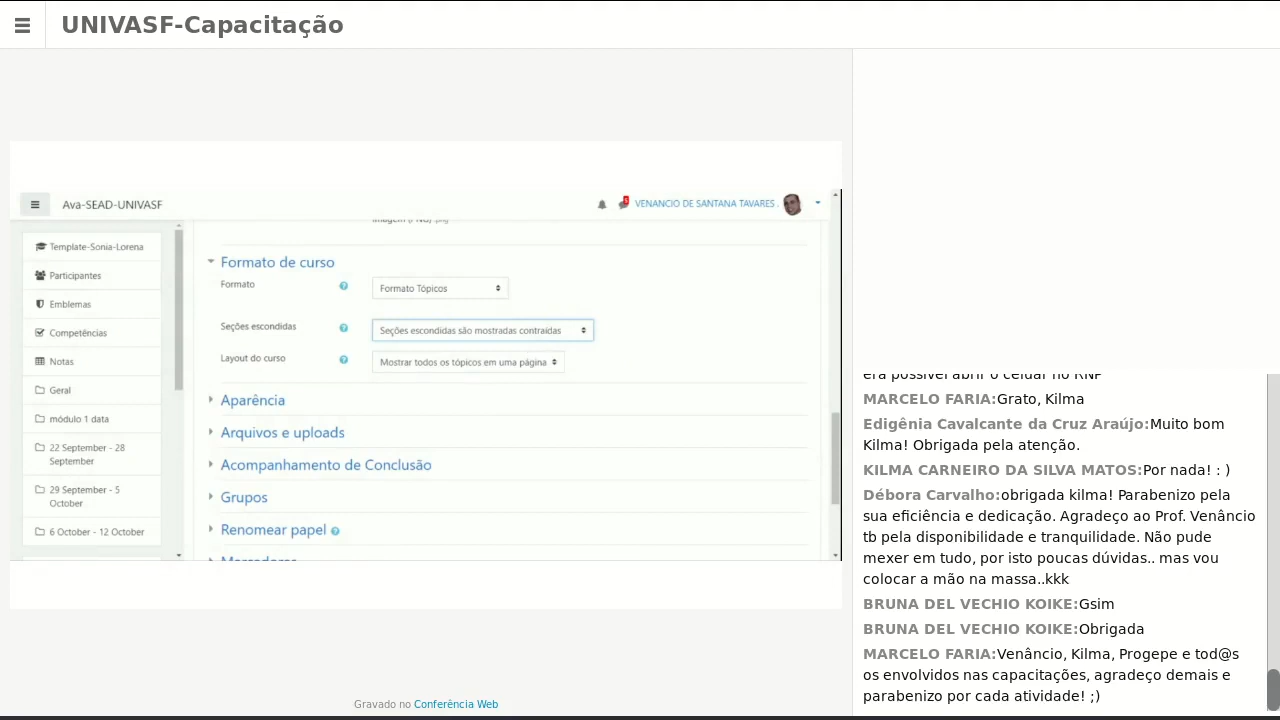 UNIVASF-Capacitação
Ava-SEAD-UNIVASF
VENANCIO DE SANTANA TAVARES .
Template-Sonia-Lorena
Participantes
Emblemas
Competências
Notas
Geral
módulo 1 data
22 September - 28
September
29 September - 5
October
6 October - 12 October
Formato de curso
Formato
Formato Tópicos
Seções escondidas
Seções escondidas são mostradas contraídas
Layout do curso
Mostrar todos os tópicos em uma página
Aparência
Arquivos e uploads
Acompanhamento de Conclusão
Grupos
Renomear papel
Gravado no Conferência Web
era possível abrir o celular no RNP
MARCELO FARIA:Grato, Kilma
Edigênia Cavalcante da Cruz Araújo:Muito bom
Kilma! Obrigada pela atenção.
KILMA CARNEIRO DA SILVA MATOS:Por nada! : )
Débora Carvalho:obrigada kilma! Parabenizo pela
sua eficiência e dedicação. Agradeço ao Prof. Venâncio
tb pela disponibilidade e tranquilidade. Não pude
mexer em tudo, por isto poucas dúvidas.. mas vou
colocar a mão na massa..kkk
BRUNA DEL VECHIO KOIKE:Gsim
BRUNA DEL VECHIO KOIKE:Obrigada
MARCELO FARIA:Venâncio, Kilma, Progepe e tod@s
os envolvidos nas capacitações, agradeço demais e
parabenizo por cada atividade! ;)